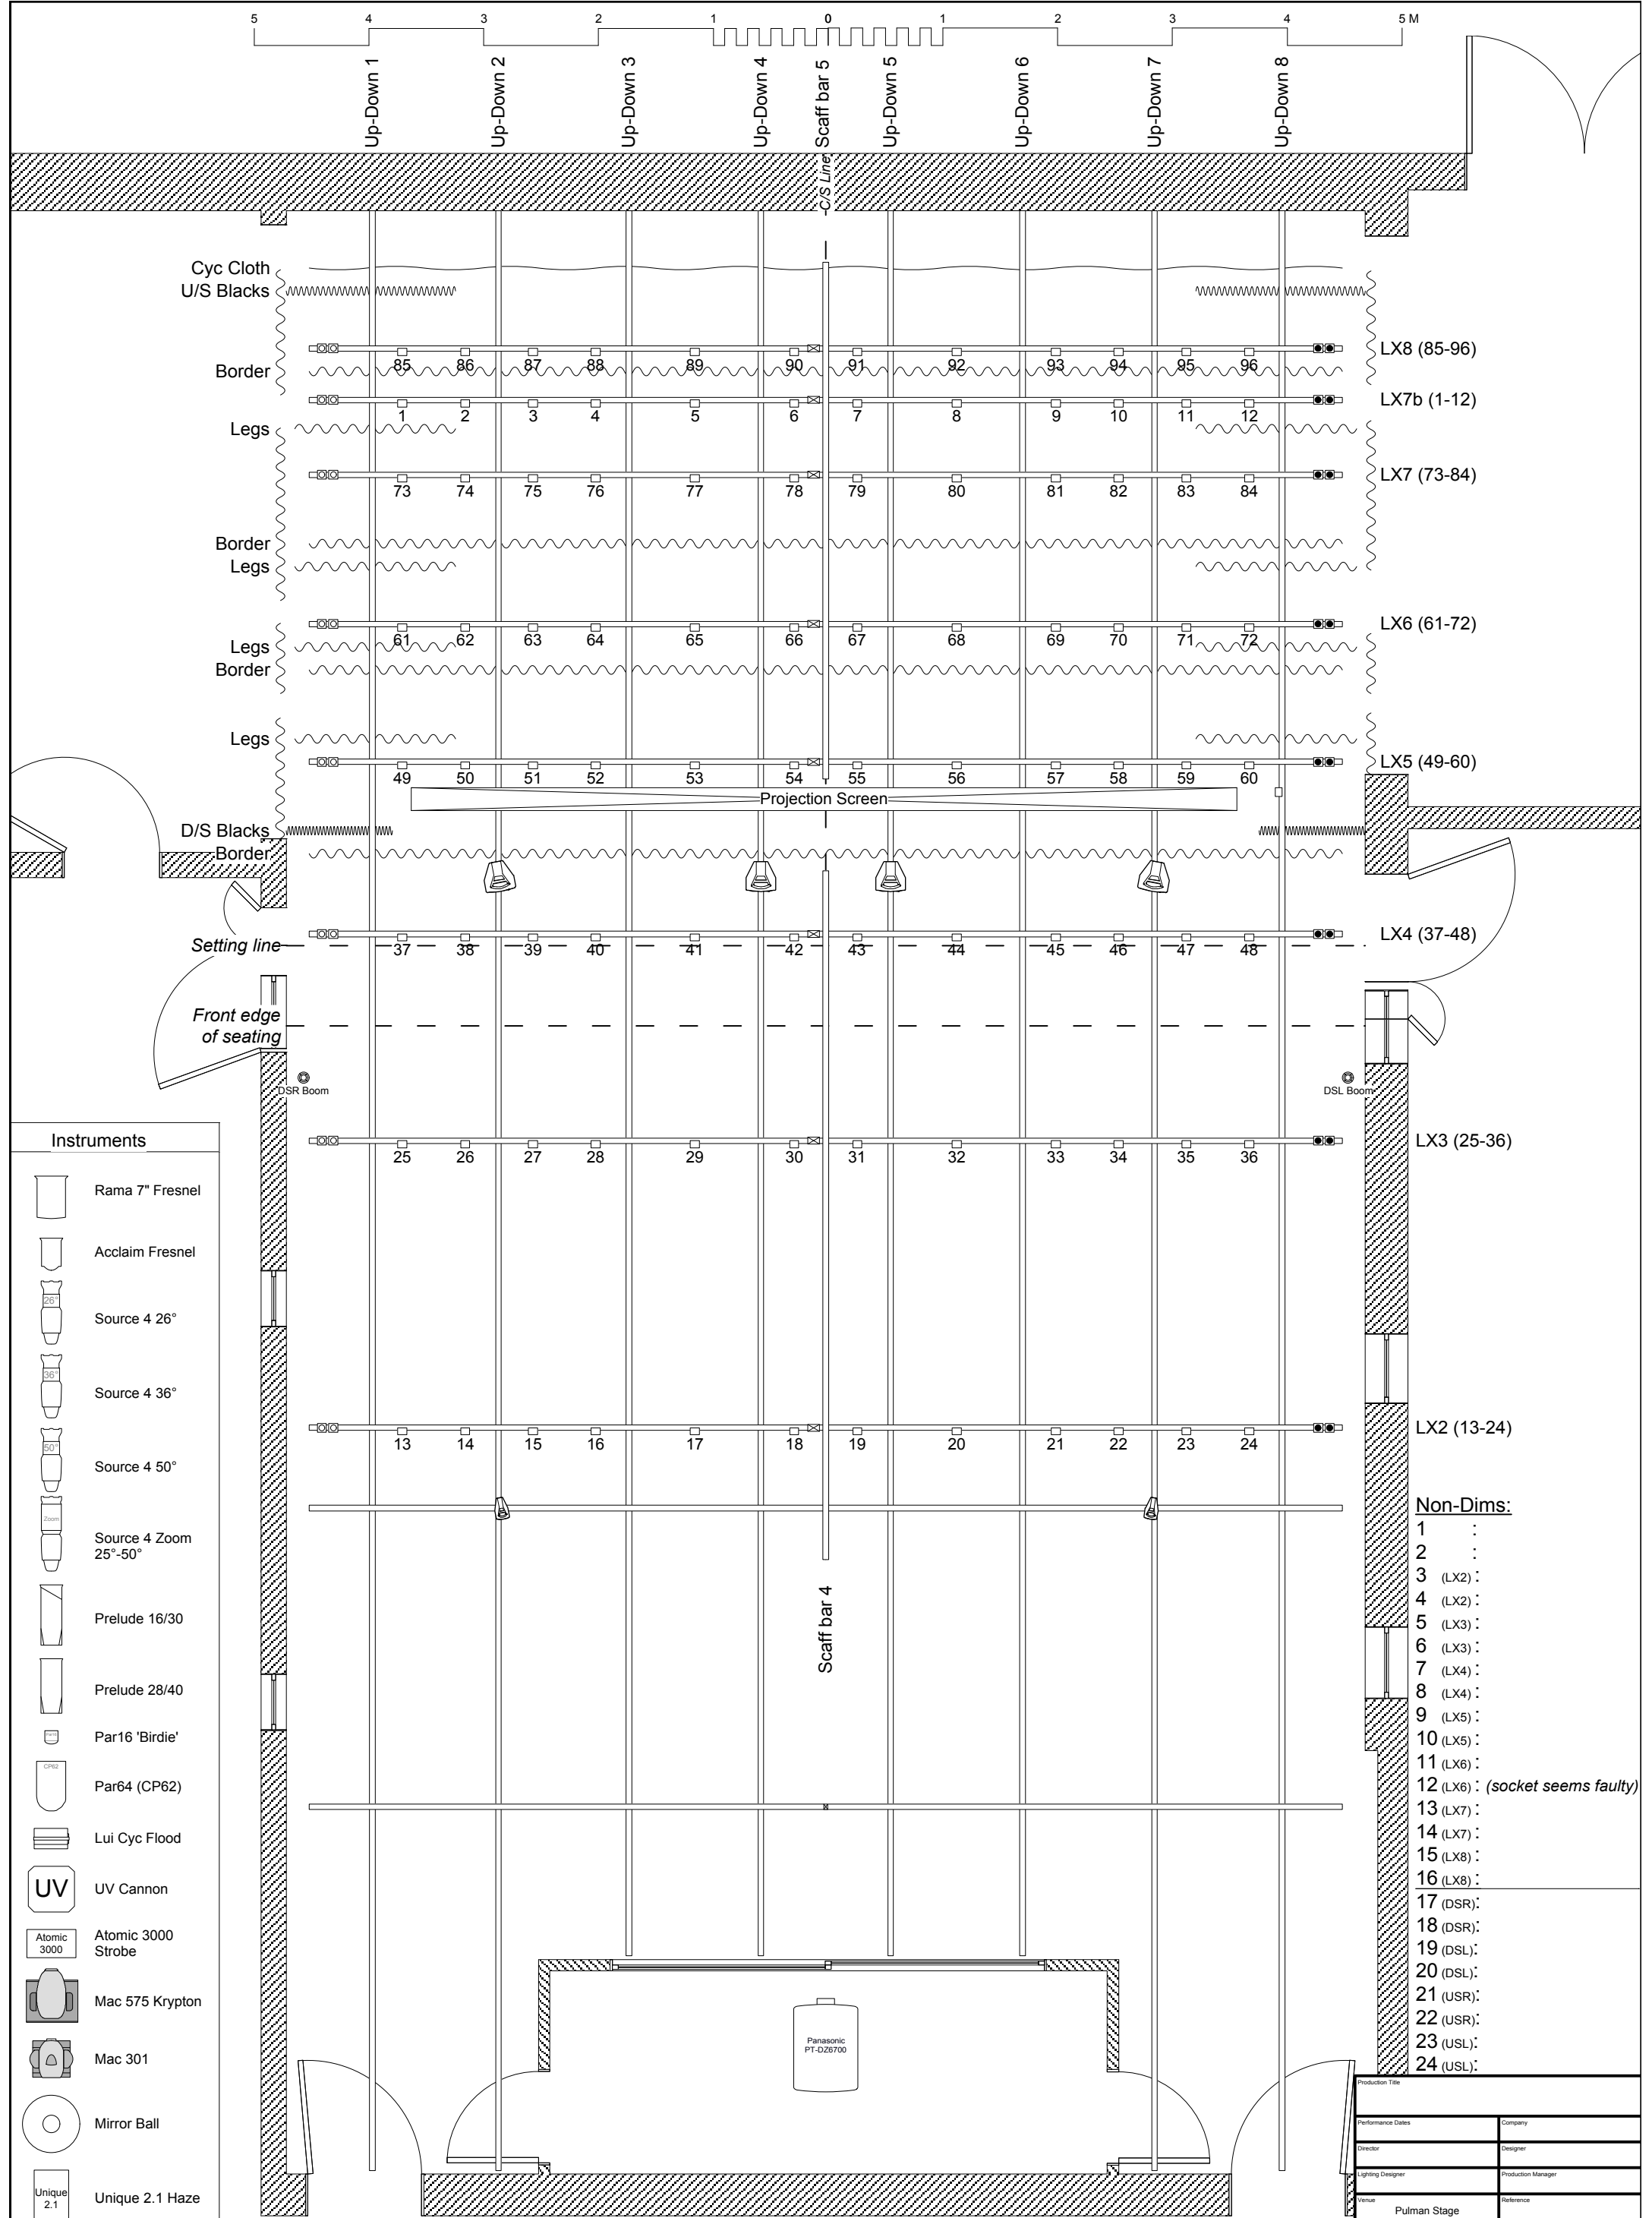 5 4 3 2 1 0 1 2 3 4 5 M
Up-Down 1
Up-Down 2
Up-Down 3
Up-Down 4
Scaff bar 5
Up-Down 5
Up-Down 6
Up-Down 7
Up-Down 8
C/S Line
Cyc Cloth
U/S Blacks
LX8 (85-96)
85 86 87 88 89 90 91 92 93 94 95 96
Border
LX7b (1-12)
1 2 3 4 5 6 7 8 9 10 11 12
Legs
LX7 (73-84)
73 74 75 76 77 78 79 80 81 82 83 84
Border
Legs
LX6 (61-72)
61 62 63 64 65 66 67 68 69 70 71 72
Legs
Border
Legs
LX5 (49-60)
49 50 51 52 53 54 55 56 57 58 59 60
Projection Screen
D/S Blacks
Border
LX4 (37-48)
Setting line
37 38 39 40 41 42 43 44 45 46 47 48
Front edge
of seating
DSR Boom
DSL Boom
LX3 (25-36)
25 26 27 28 29 30 31 32 33 34 35 36
LX2 (13-24)
13 14 15 16 17 18 19 20 21 22 23 24
Scaff bar 4
Instruments
Rama 7" Fresnel
Acclaim Fresnel
26°
Source 4 26°
36°
Source 4 36°
50°
Source 4 50°
Zoom
Source 4 Zoom
25°-50°
Prelude 16/30
Prelude 28/40
Par16 'Birdie'
CP62
Par64 (CP62)
Lui Cyc Flood
UV
UV Cannon
Atomic
3000
Atomic 3000
Strobe
Mac 575 Krypton
Mac 301
Mirror Ball
Unique
2.1
Unique 2.1 Haze
Panasonic
PT-DZ6700
Non-Dims:
1 :
2 :
3 (LX2) :
4 (LX2) :
5 (LX3) :
6 (LX3) :
7 (LX4) :
8 (LX4) :
9 (LX5) :
10 (LX5) :
11 (LX6) :
12 (LX6) : (socket seems faulty)
13 (LX7) :
14 (LX7) :
15 (LX8) :
16 (LX8) :
17 (DSR):
18 (DSR):
19 (DSL):
20 (DSL):
21 (USR):
22 (USR):
23 (USL):
24 (USL):
Production Title
Performance Dates
Company
Director
Designer
Lighting Designer
Production Manager
Venue
Pulman Stage
Reference